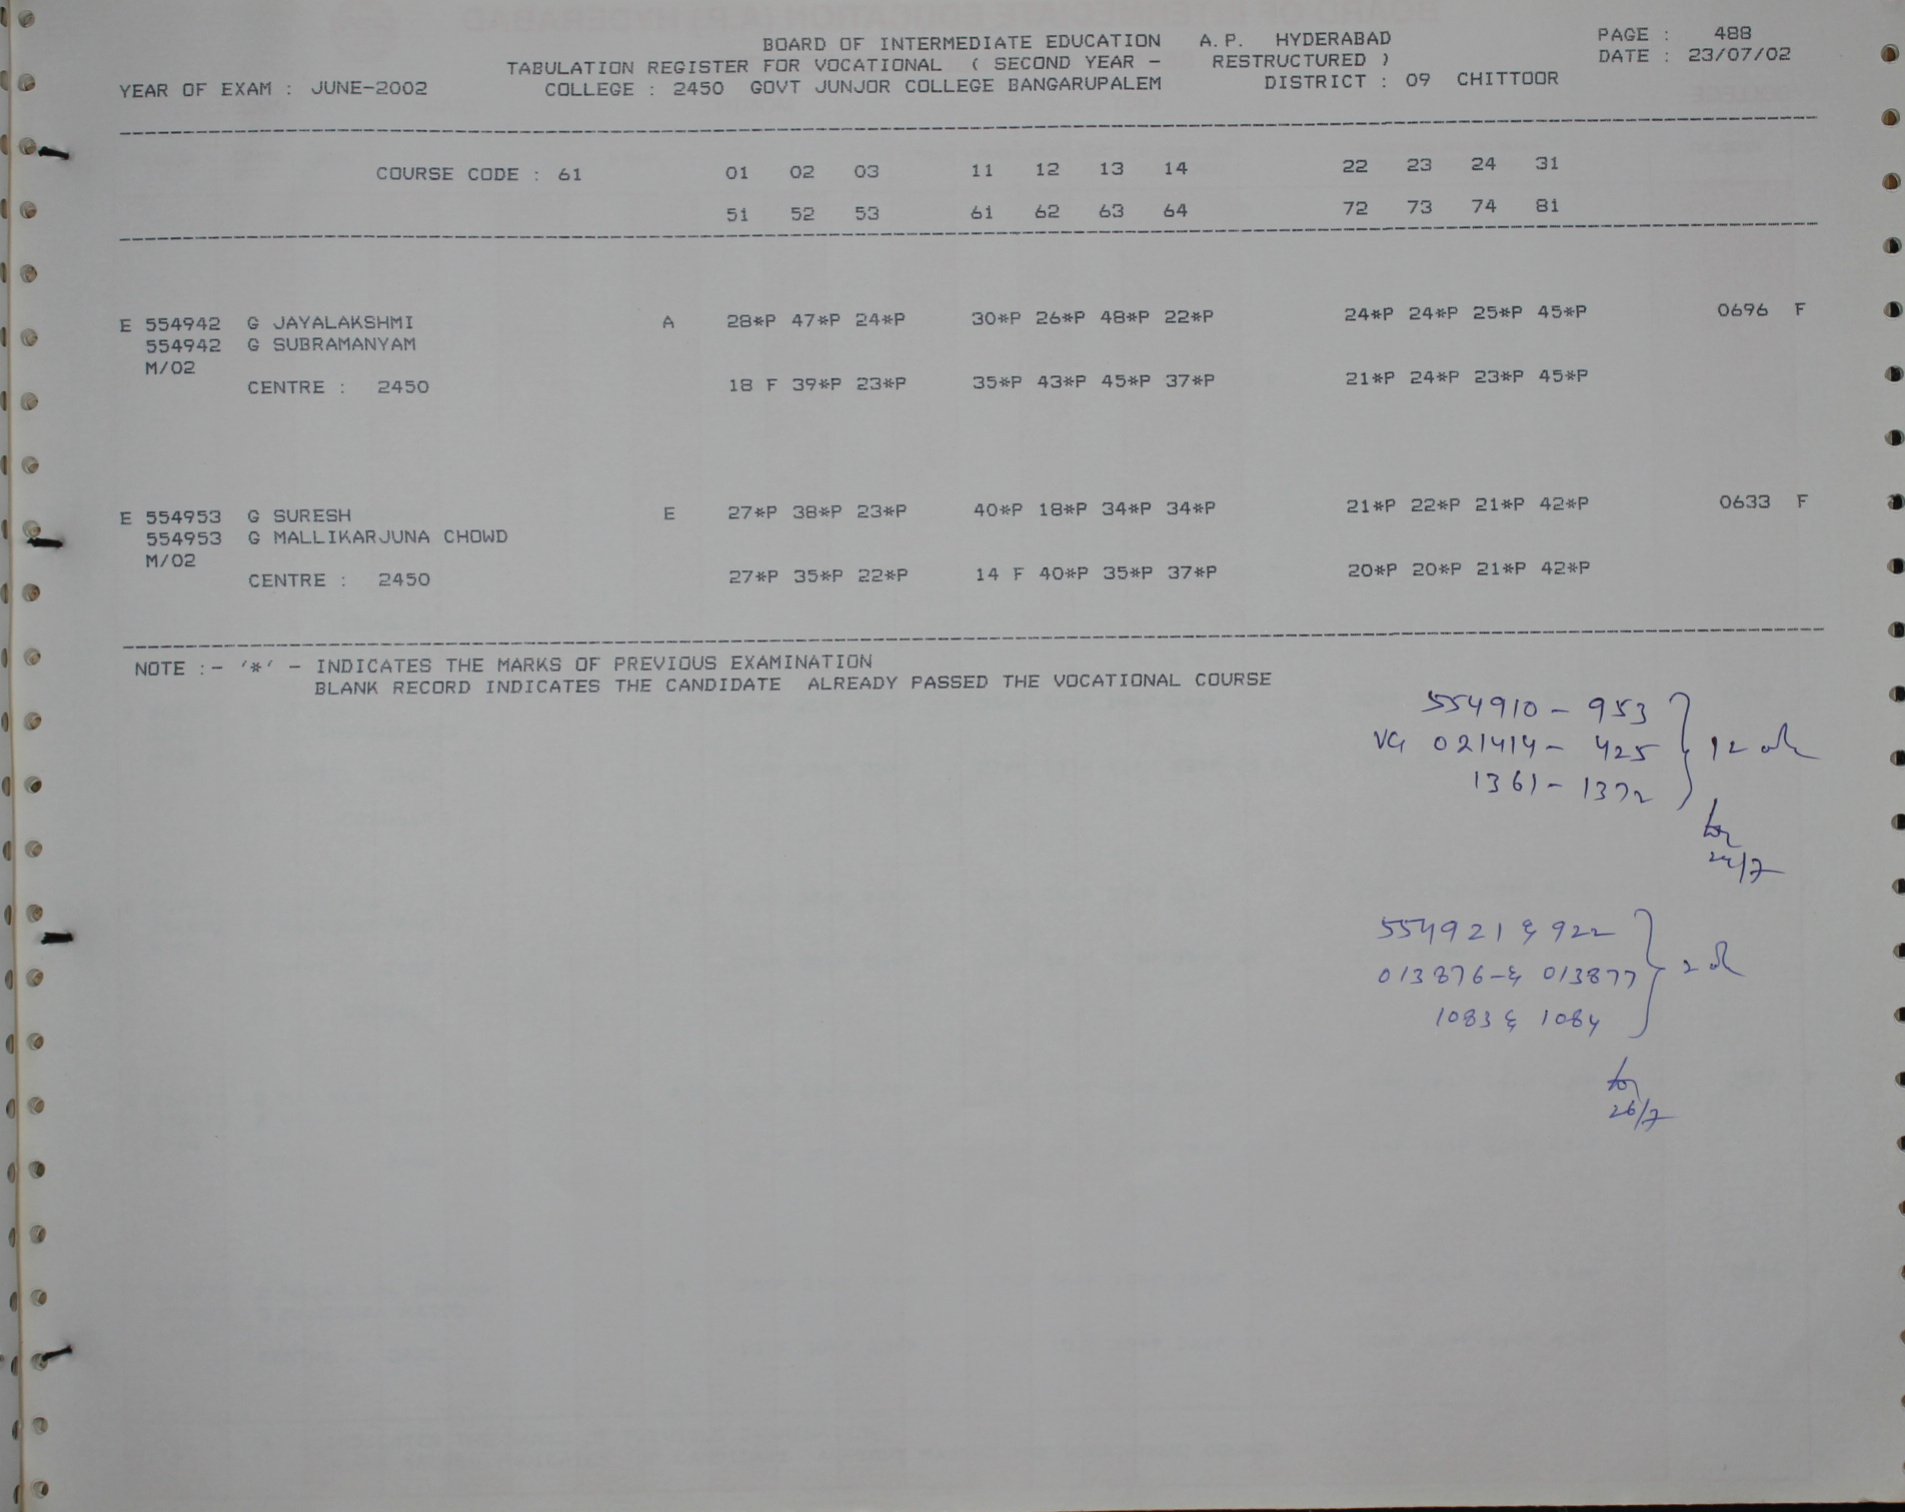 BOARD OF INTERMEDIATE EDUCATION A.P. HYDERABAD PAGE : 488
TABULATION REGISTER FOR VOCATIONAL ( SECOND YEAR - RESTRUCTURED ) DATE : 23/07/02
YEAR OF EXAM : JUNE-2002 COLLEGE : 2450 GOVT JUNJOR COLLEGE BANGARUPALEM DISTRICT : 09 CHITTOOR
COURSE CODE : 61 01 02 03 11 12 13 14 22 23 24 31
51 52 53 61 62 63 64 72 73 74 81
E 554942 G JAYALAKSHMI A 28*P 47*P 24*P 30*P 26*P 48*P 22*P 24*P 24*P 25*P 45*P 0696 F
554942 G SUBRAMANYAM
M/02
CENTRE : 2450 18 F 39*P 23*P 35*P 43*P 45*P 37*P 21*P 24*P 23*P 45*P
E 554953 G SURESH E 27*P 38*P 23*P 40*P 18*P 34*P 34*P 21*P 22*P 21*P 42*P 0633 F
554953 G MALLIKARJUNA CHOWD
M/02
CENTRE : 2450 27*P 35*P 22*P 14 F 40*P 35*P 37*P 20*P 20*P 21*P 42*P
NOTE :- '*' - INDICATES THE MARKS OF PREVIOUS EXAMINATION
BLANK RECORD INDICATES THE CANDIDATE ALREADY PASSED THE VOCATIONAL COURSE
554910 - 953
VG 021414 - 425 12
1361 - 1372
24/7
554921 & 922
013876 - & 013877 2
1083 & 1084
26/7